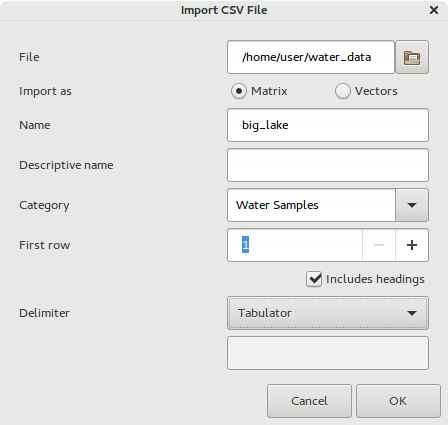 Import CSV File
File /home/user/water_data
Import as Matrix Vectors
Name big_lake
Descriptive name
Category Water Samples
First row 1
Includes headings
Delimiter Tabulator
Cancel OK